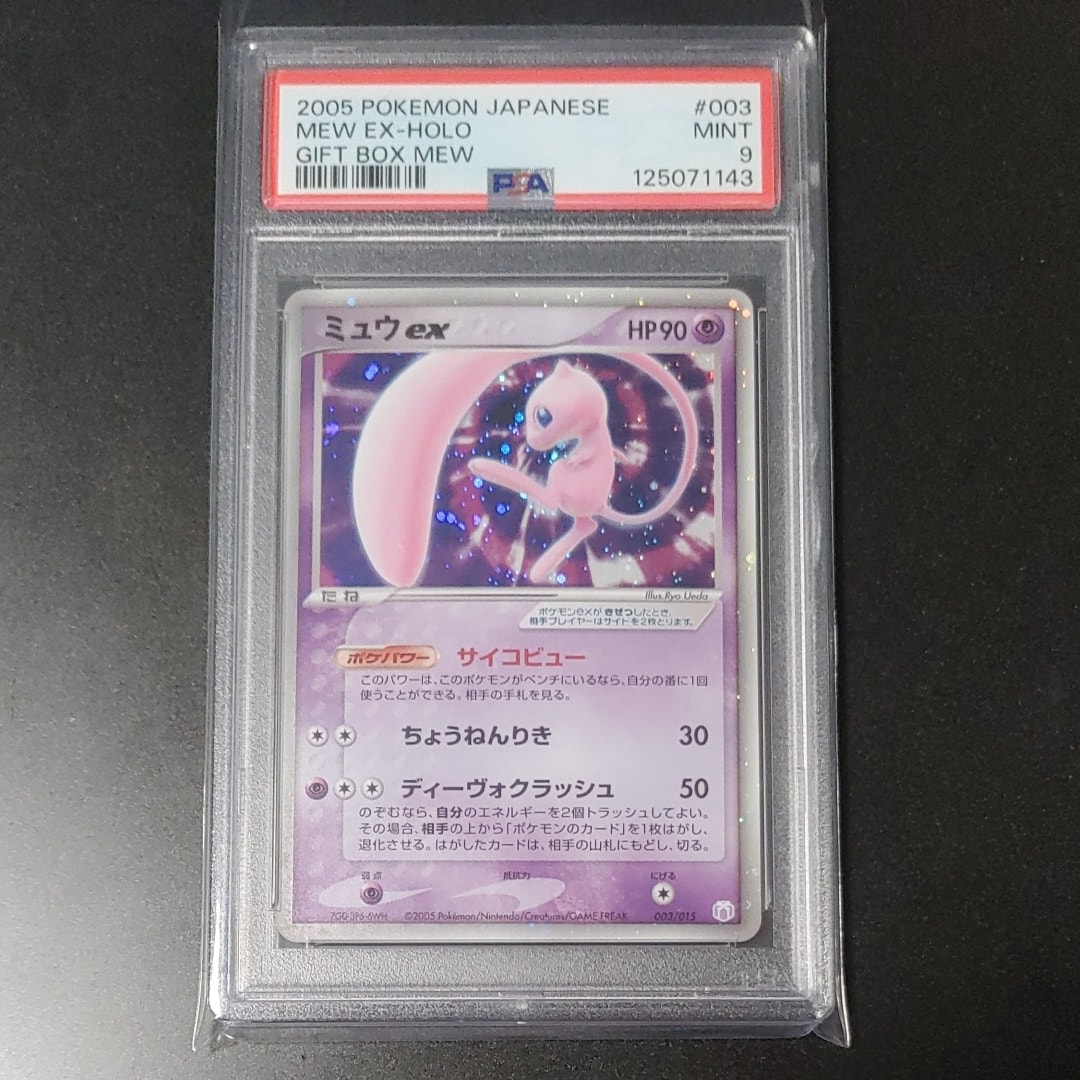 2005 POKEMON JAPANESE #003
MEW EX-HOLO MINT
GIFT BOX MEW 9
PSA 125071143
ミュウex HP90
たね Illus.Ryo Ueda
ポケモンexが きぜつしたとき、
相手プレイヤーはサイドを2枚とります。
ポケパワー サイコビュー
このパワーは、このポケモンがベンチにいるなら、自分の番に1回
使うことができる。相手の手札を見る。
ちょうねんりき 30
ディーヴォクラッシュ 50
のぞむなら、自分のエネルギーを2個トラッシュしてよい。
その場合、相手の上から「ポケモンのカード」を1枚はがし、
退化させる。はがしたカードは、相手の山札にもどし、切る。
弱点 抵抗力 にげる
7G0-3P6-6WH ©2005 Pokémon/Nintendo/Creatures/GAME FREAK 003/015